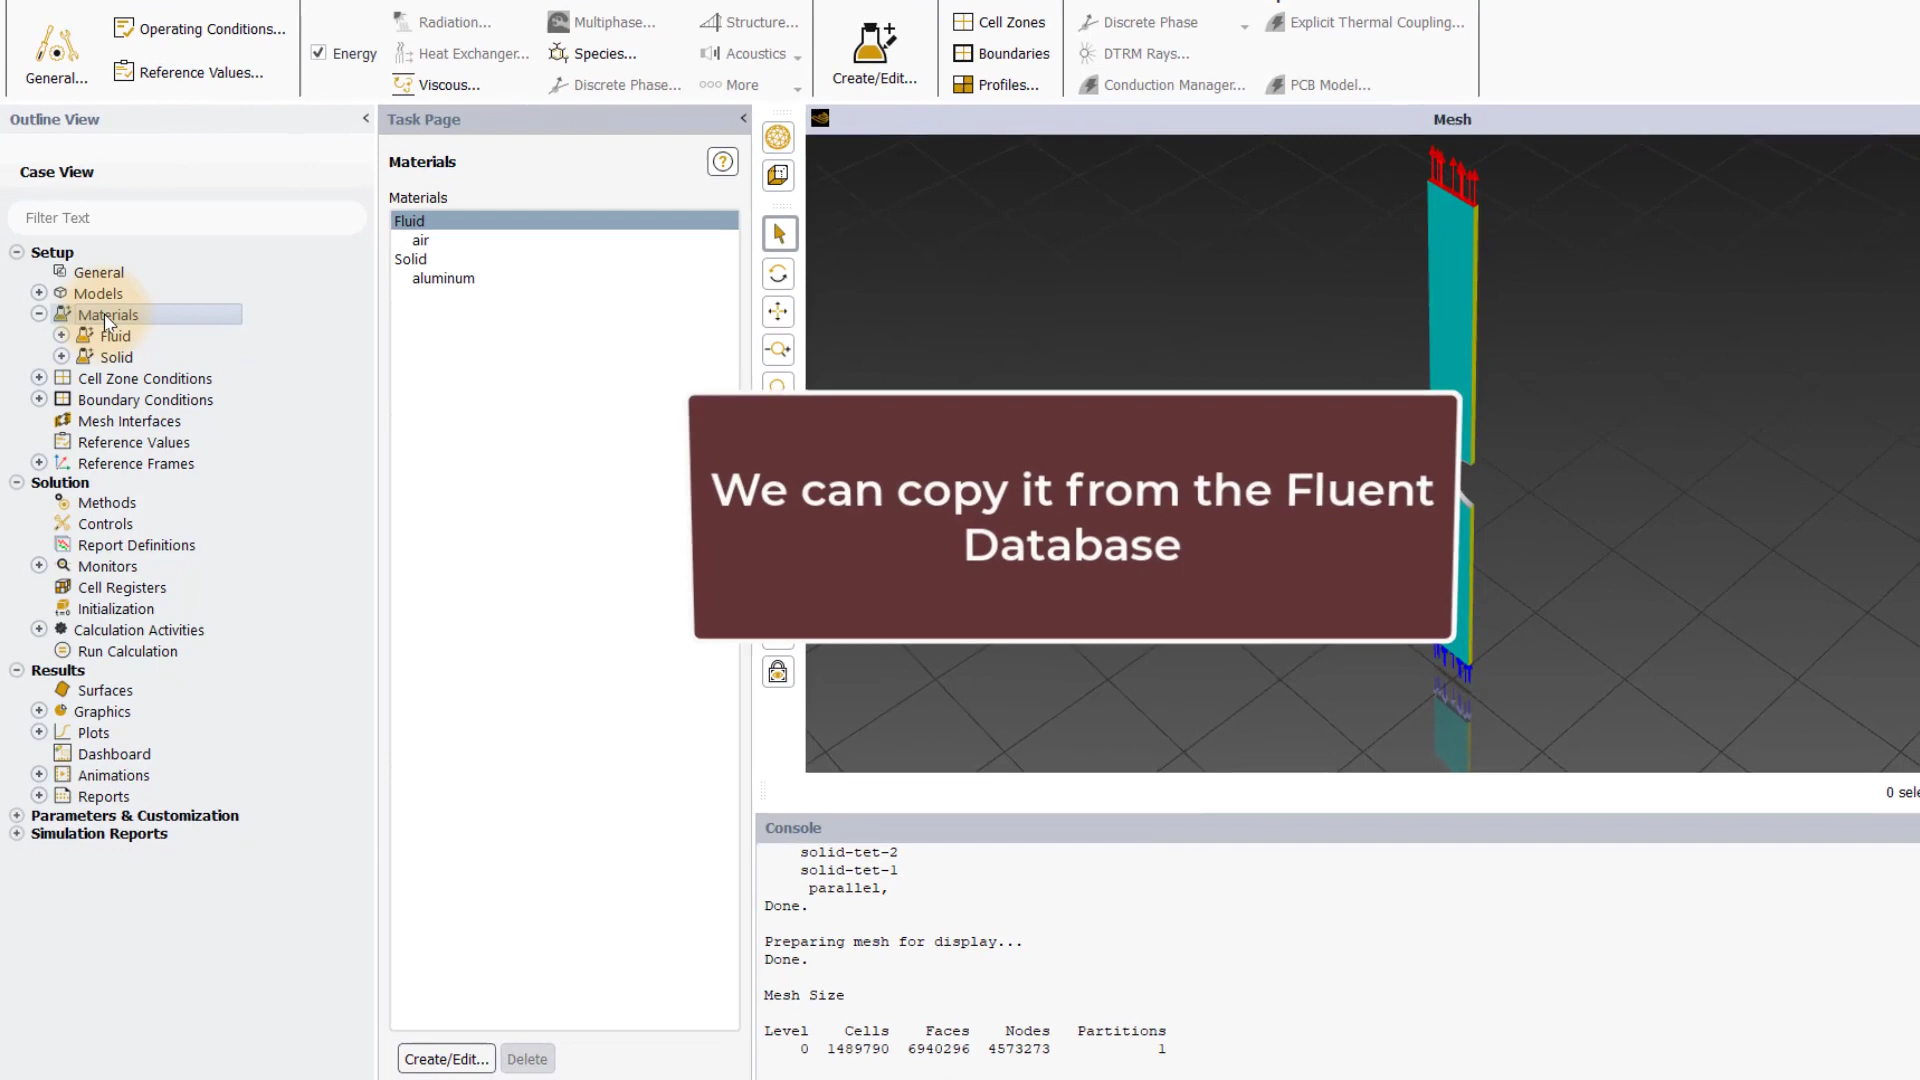 Operating Conditions...
Reference Values...
General...
Energy
Radiation...
Heat Exchanger...
Viscous...
Multiphase...
Species...
Discrete Phase...
Structure...
Acoustics
More
Create/Edit...
Cell Zones
Boundaries
Profiles...
Discrete Phase
DTRM Rays...
Conduction Manager...
Explicit Thermal Coupling...
PCB Model...
Outline View
Case View
Filter Text
Setup
General
Models
Materials
Fluid
Solid
Cell Zone Conditions
Boundary Conditions
Mesh Interfaces
Reference Values
Reference Frames
Solution
Methods
Controls
Report Definitions
Monitors
Cell Registers
Initialization
Calculation Activities
Run Calculation
Results
Surfaces
Graphics
Plots
Dashboard
Animations
Reports
Parameters & Customization
Simulation Reports
Task Page
Materials
Materials
Fluid
air
Solid
aluminum
Create/Edit...
Delete
Mesh
We can copy it from the Fluent
Database
0 sele
Console
solid-tet-2
solid-tet-1
parallel,
Done.
Preparing mesh for display...
Done.
Mesh Size
Level Cells Faces Nodes Partitions
0 1489790 6940296 4573273 1